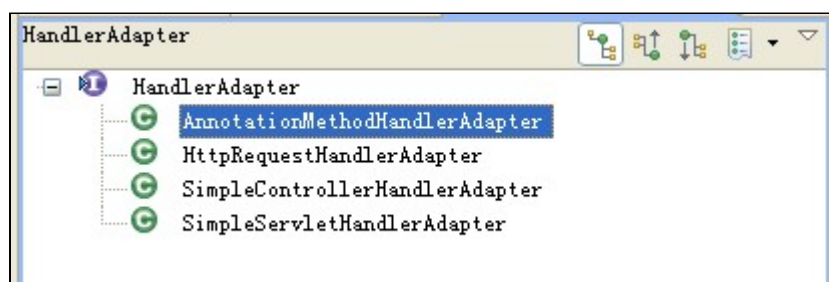 HandlerAdapter
HandlerAdapter
AnnotationMethodHandlerAdapter
HttpRequestHandlerAdapter
SimpleControllerHandlerAdapter
SimpleServletHandlerAdapter